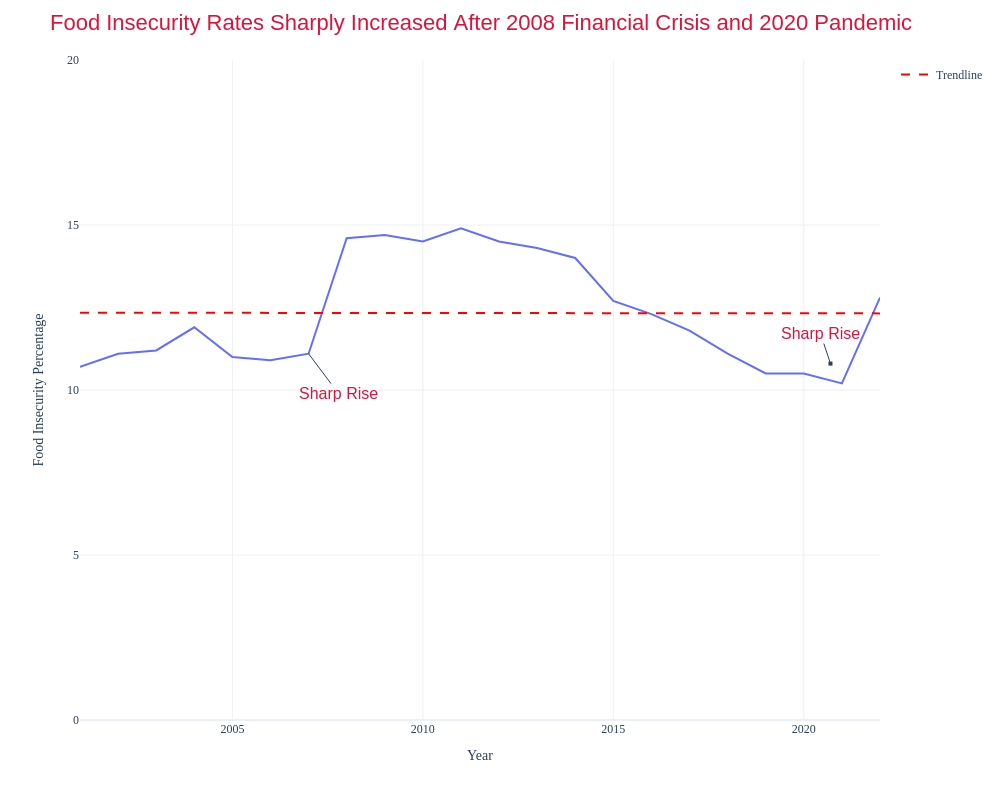 Food Insecurity Rates Sharply Increased After 2008 Financial Crisis and 2020 Pandemic
Trendline
20
15
10
5
0
Food Insecurity Percentage
Sharp Rise
Sharp Rise
2005
2010
2015
2020
Year